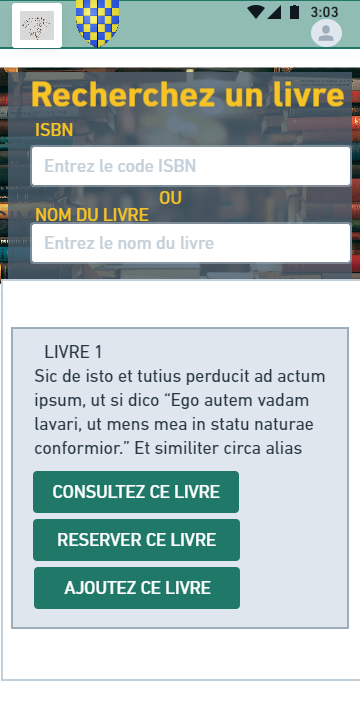 3:03
Recherchez un livre
ISBN
Entrez le code ISBN
OU
NOM DU LIVRE
Entrez le nom du livre
LIVRE 1
Sic de isto et tutius perducit ad actum
ipsum, ut si dico “Ego autem vadam
lavari, ut mens mea in statu naturae
conformior.” Et similiter circa alias
CONSULTEZ CE LIVRE
RESERVER CE LIVRE
AJOUTEZ CE LIVRE